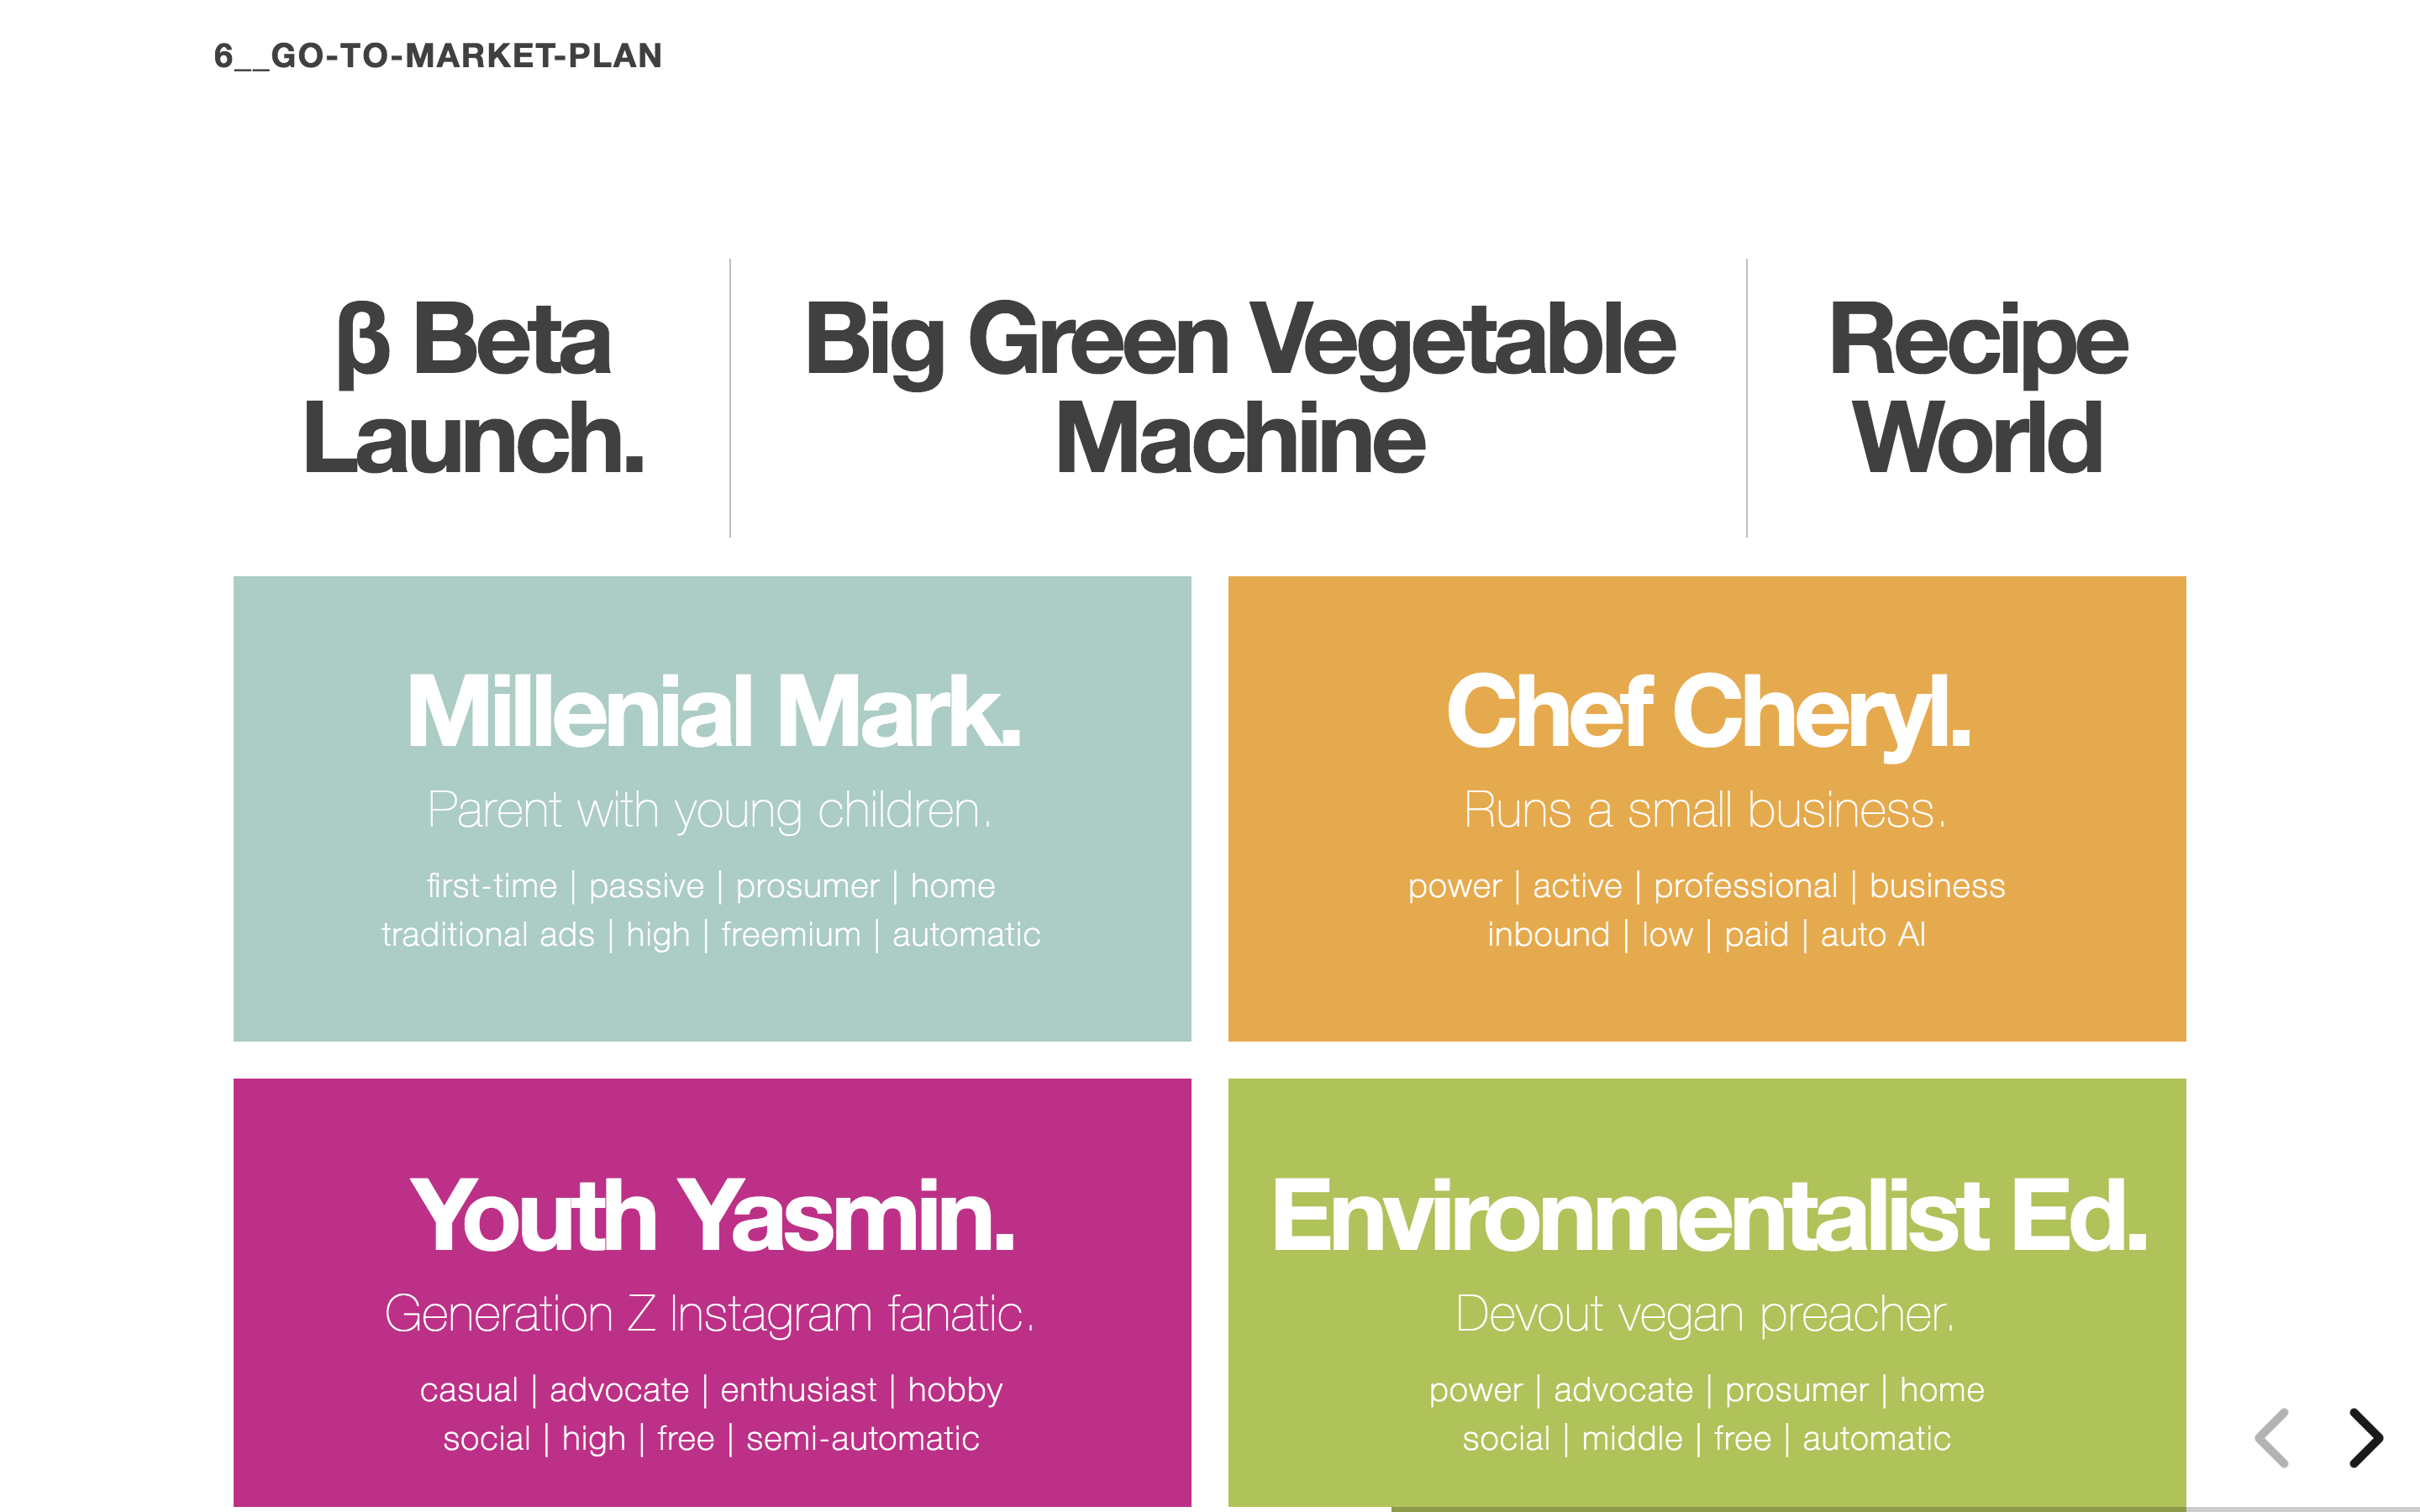 6__GO-TO-MARKET-PLAN
β Beta
Launch.
Big Green Vegetable
Machine
Recipe
World
Millenial Mark.
Parent with young children.
first-time | passive | prosumer | home
traditional ads | high | freemium | automatic
Chef Cheryl.
Runs a small business.
power | active | professional | business
inbound | low | paid | auto AI
Youth Yasmin.
Generation Z Instagram fanatic.
casual | advocate | enthusiast | hobby
social | high | free | semi-automatic
Environmentalist Ed.
Devout vegan preacher.
power | advocate | prosumer | home
social | middle | free | automatic